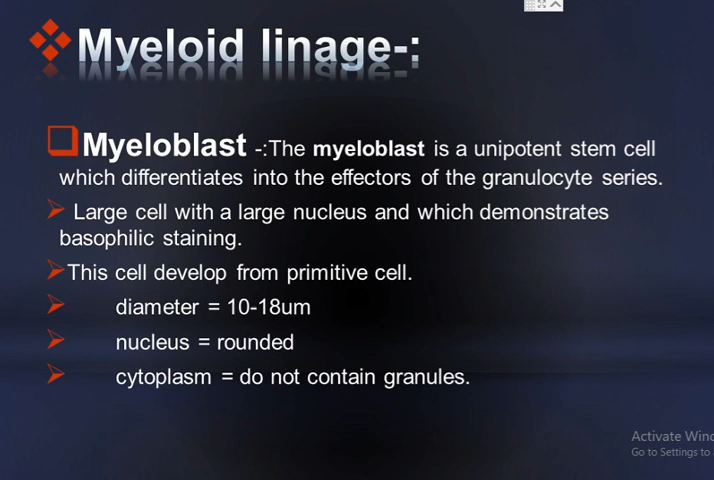 Myeloid linage-:
Myeloblast -:The myeloblast is a unipotent stem cell
which differentiates into the effectors of the granulocyte series.
Large cell with a large nucleus and which demonstrates
basophilic staining.
This cell develop from primitive cell.
diameter = 10-18um
nucleus = rounded
cytoplasm = do not contain granules.
Activate Wind
Go to Settings to